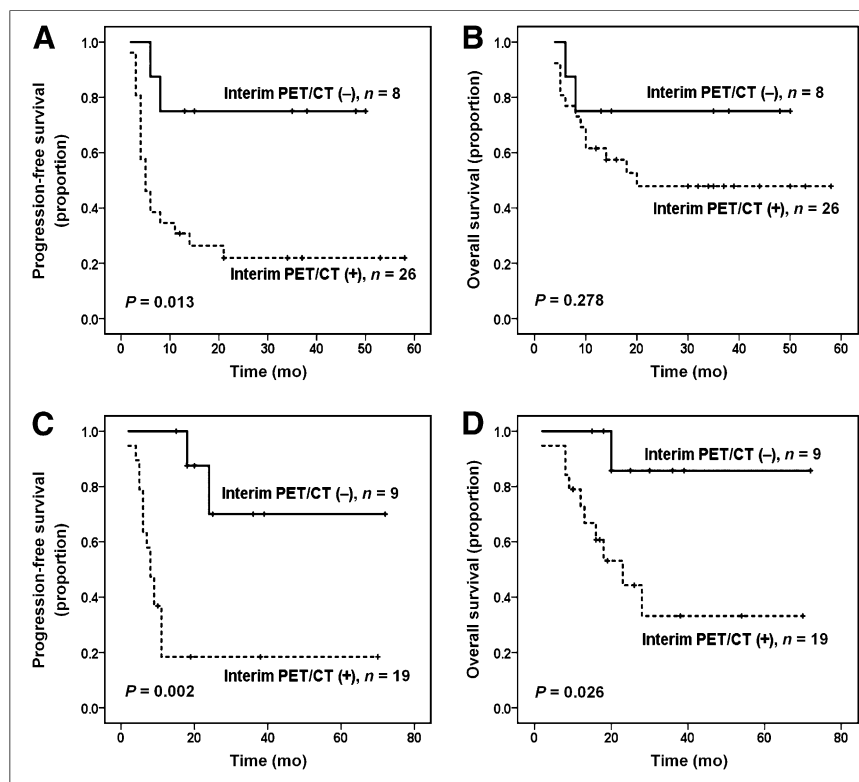 A
Progression-free survival
(proportion)
1.0
0.8
0.6
0.4
0.2
0.0
Interim PET/CT (–), n = 8
Interim PET/CT (+), n = 26
P = 0.013
0 10 20 30 40 50 60
Time (mo)
B
Overall survival (proportion)
1.0
0.8
0.6
0.4
0.2
0.0
Interim PET/CT (–), n = 8
Interim PET/CT (+), n = 26
P = 0.278
0 10 20 30 40 50 60
Time (mo)
C
Progression-free survival
(proportion)
1.0
0.8
0.6
0.4
0.2
0.0
Interim PET/CT (–), n = 9
Interim PET/CT (+), n = 19
P = 0.002
0 20 40 60 80
Time (mo)
D
Overall survival (proportion)
1.0
0.8
0.6
0.4
0.2
0.0
Interim PET/CT (–), n = 9
Interim PET/CT (+), n = 19
P = 0.026
0 20 40 60 80
Time (mo)